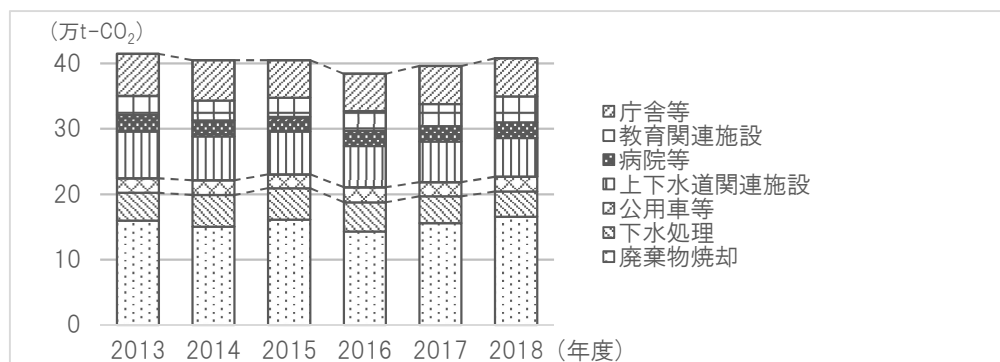 (万t-CO₂)
40
30
20
10
0
2013 2014 2015 2016 2017 2018 (年度)
庁舎等
教育関連施設
病院等
上下水道関連施設
公用車等
下水処理
廃棄物焼却